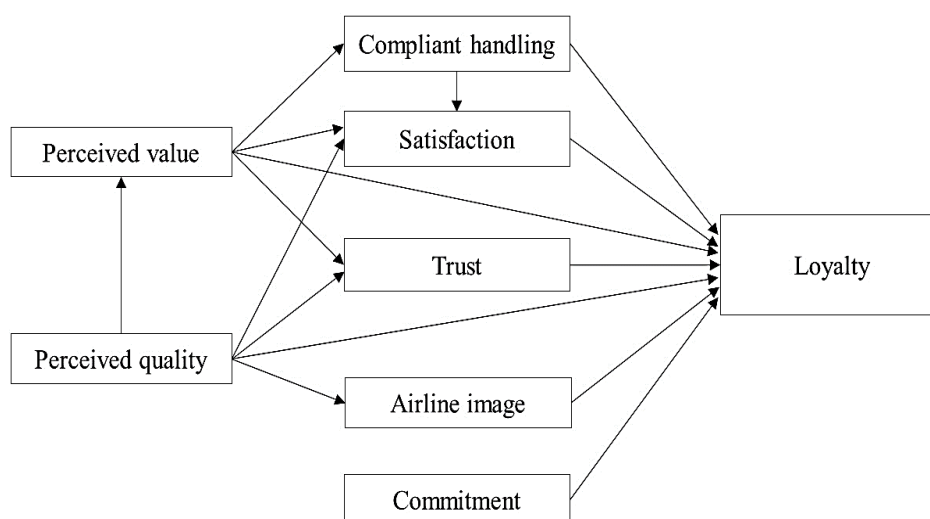 Compliant handling
Satisfaction
Perceived value
Trust
Loyalty
Perceived quality
Airline image
Commitment